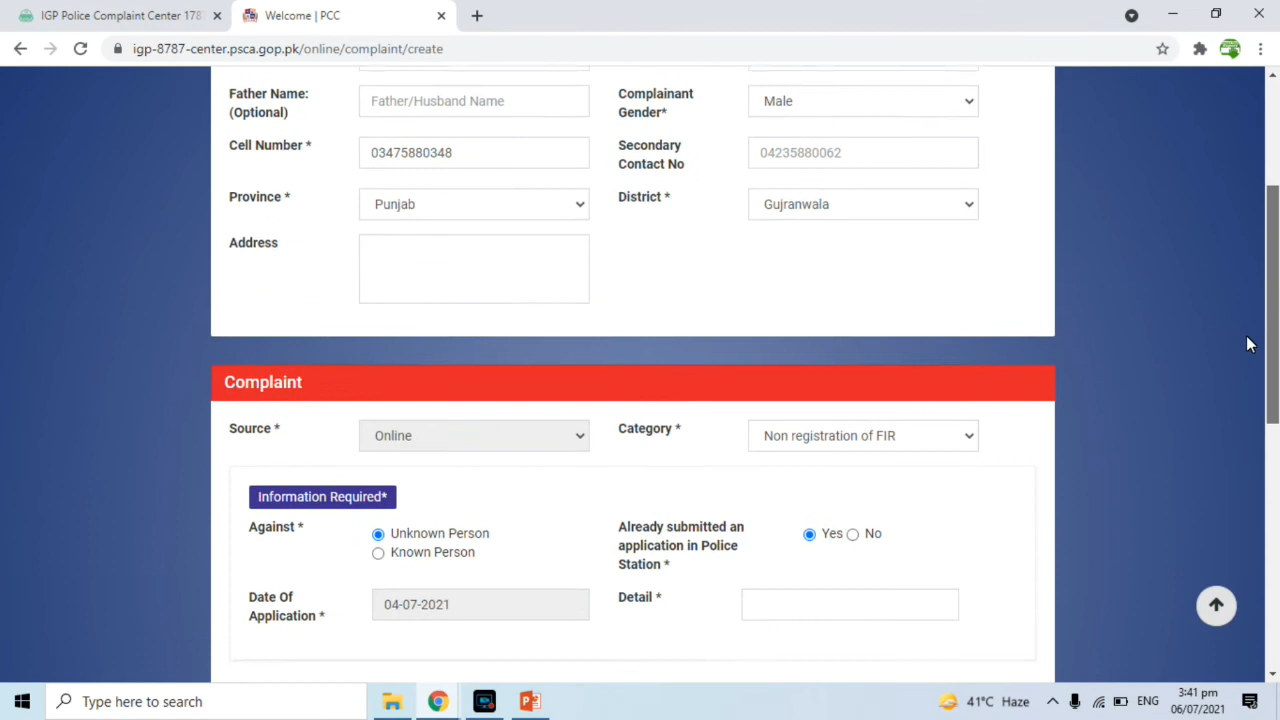 IGP Police Complaint Center 1787
Welcome | PCC
igp-8787-center.psca.gop.pk/online/complaint/create
Father Name:
(Optional)
Father/Husband Name
Complainant
Gender*
Male
Cell Number *
03475880348
Secondary
Contact No
04235880062
Province *
Punjab
District *
Gujranwala
Address
Complaint
Source *
Online
Category *
Non registration of FIR
Information Required*
Against *
Unknown Person
Known Person
Already submitted an
application in Police
Station *
Yes
No
Date Of
Application *
04-07-2021
Detail *
Type here to search
41°C Haze
ENG
3:41 pm
06/07/2021